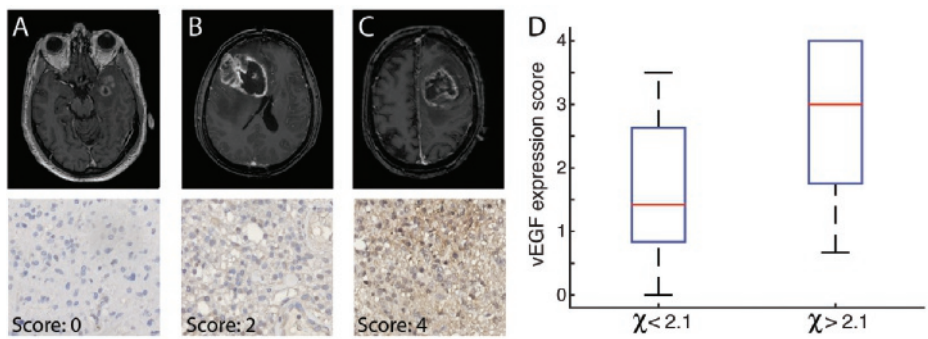 A
B
C
D
Score: 0
Score: 2
Score: 4
vEGF expression score
4
3
2
1
0
χ< 2.1
χ> 2.1